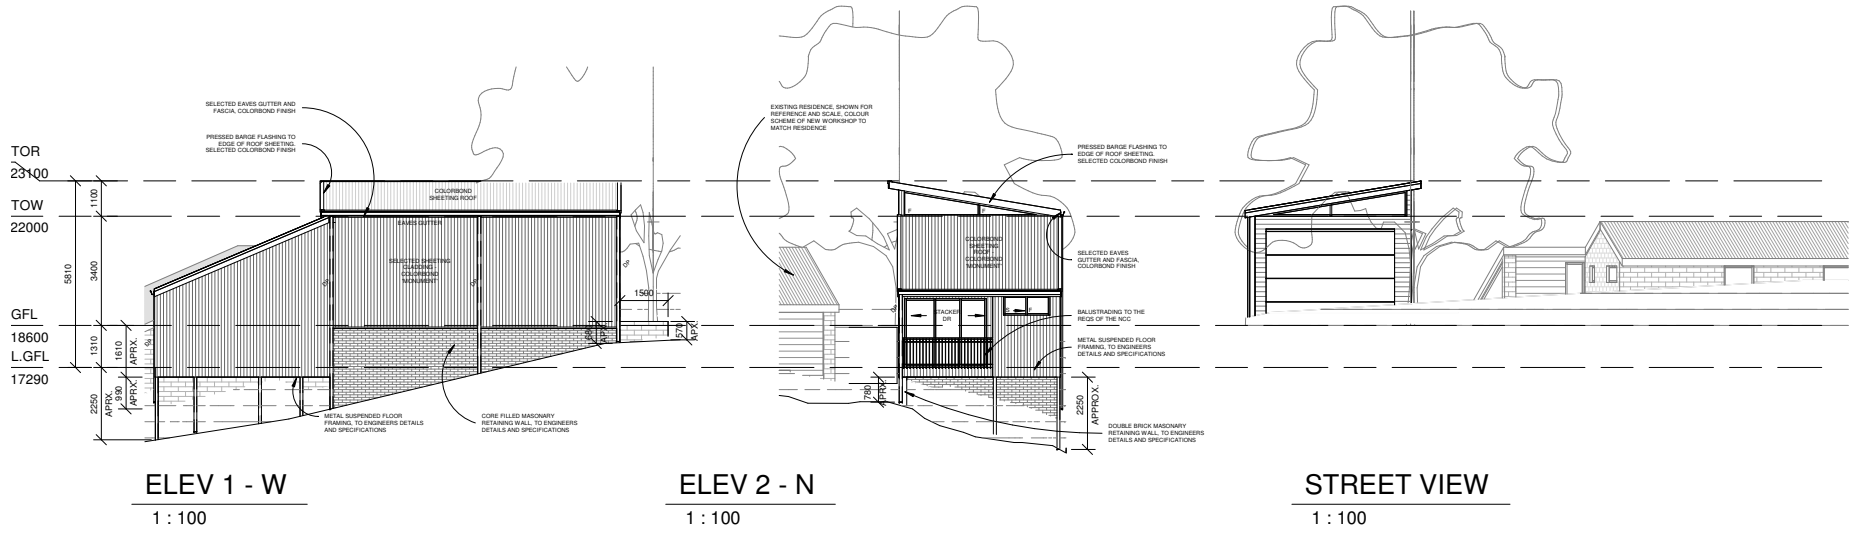 TOR
23100
TOW
22000
GFL
18600
L.GFL
17290
5810
1100
3400
1310
1610
APRX.
2250
APRX.
990
APRX.
SELECTED EAVES GUTTER AND
FASCIA, COLORBOND FINISH
PRESSED BARGE FLASHING TO
EDGE OF ROOF SHEETING.
SELECTED COLORBOND FINISH
COLORBOND
SHEETING ROOF
EAVES GUTTER
SELECTED SHEETING
CLADDING -
COLORBOND
'MONUMENT'
DP
DP
DP
DP
1500
APX.
570
APX.
METAL SUSPENDED FLOOR
FRAMING, TO ENGINEERS DETAILS
AND SPECIFICATIONS
CORE FILLED MASONARY
RETAINING WALL, TO ENGINEERS
DETAILS AND SPECIFICATIONS
ELEV 1 - W
1 : 100
EXISTING RESIDENCE, SHOWN FOR
REFERENCE AND SCALE, COLOUR
SCHEME OF NEW WORKSHOP TO
MATCH RESIDENCE
PRESSED BARGE FLASHING TO
EDGE OF ROOF SHEETING.
SELECTED COLORBOND FINISH
F
F
COLORBOND
SHEETING
ROOF -
COLORBOND
'MONUMENT'
SELECTED EAVES
GUTTER AND FASCIA,
COLORBOND FINISH
DP
STACKER
DR
S
F
BALUSTRADING TO THE
REQS OF THE NCC
METAL SUSPENDED FLOOR
FRAMING, TO ENGINEERS
DETAILS AND SPECIFICATIONS
780
APRX.
2250
APPROX.
DOUBLE BRICK MASONARY
RETAINING WALL, TO ENGINEERS
DETAILS AND SPECIFICATIONS
ELEV 2 - N
1 : 100
STREET VIEW
1 : 100